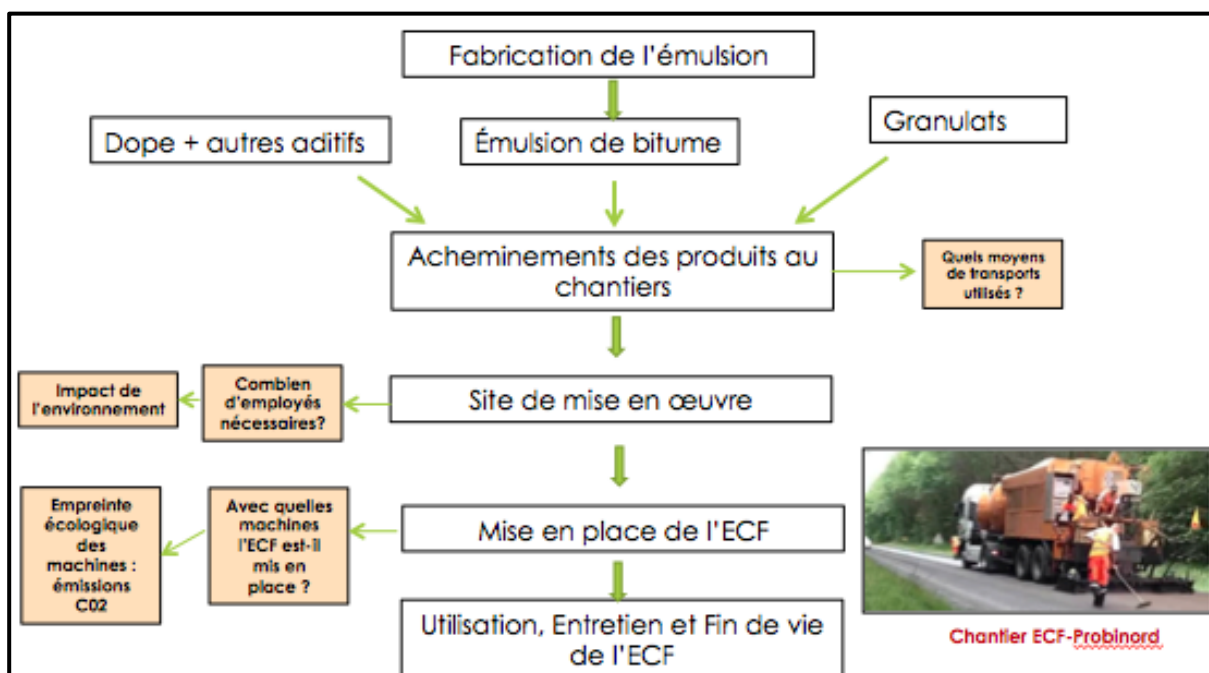 Fabrication de l'émulsion
Dope + autres aditifs
Émulsion de bitume
Granulats
Acheminements des produits au
chantiers
Quels moyens
de transports
utilisés ?
Impact de
l'environnement
Combien
d'employés
nécessaires?
Site de mise en œuvre
Empreinte
écologique
des
machines :
émissions
C02
Avec quelles
machines
l'ECF est-il
mis en
place ?
Mise en place de l'ECF
Utilisation, Entretien et Fin de vie
de l'ECF
Chantier ECF-Probinord